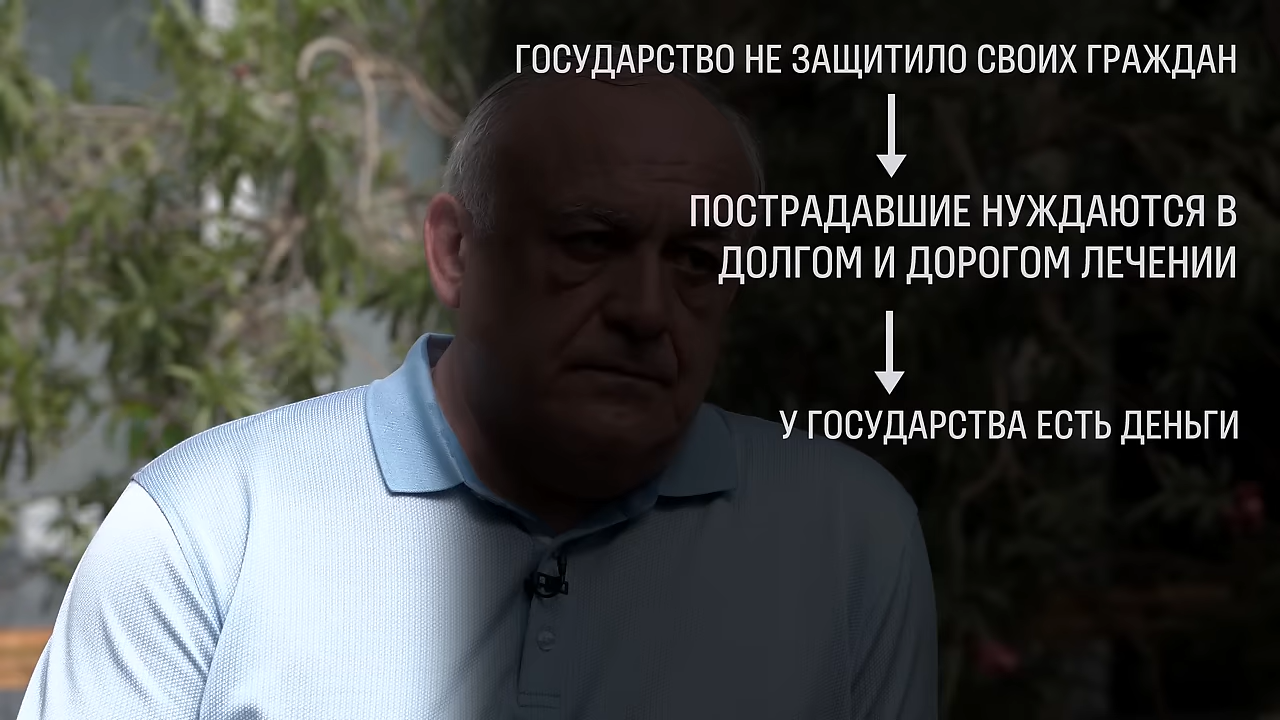 ГОСУДАРСТВО НЕ ЗАЩИТИЛО СВОИХ ГРАЖДАН
ПОСТРАДАВШИЕ НУЖДАЮТСЯ В
ДОЛГОМ И ДОРОГОМ ЛЕЧЕНИИ
У ГОСУДАРСТВА ЕСТЬ ДЕНЬГИ